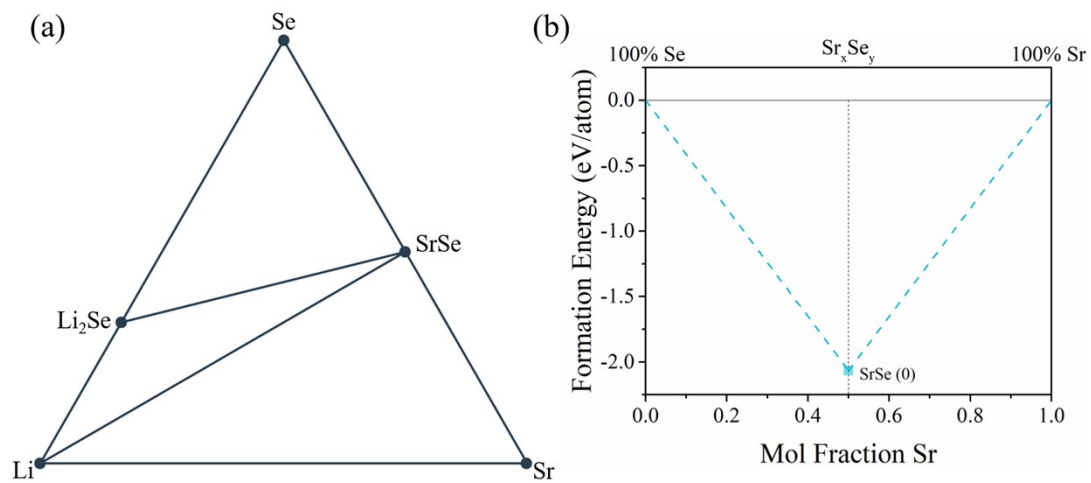 (a)
Se
SrSe
Li₂Se
Li
Sr
(b)
100% Se
SrₓSeᵧ
100% Sr
Formation Energy (eV/atom)
0.0
-0.5
-1.0
-1.5
-2.0
SrSe (0)
0.0
0.2
0.4
0.6
0.8
1.0
Mol Fraction Sr